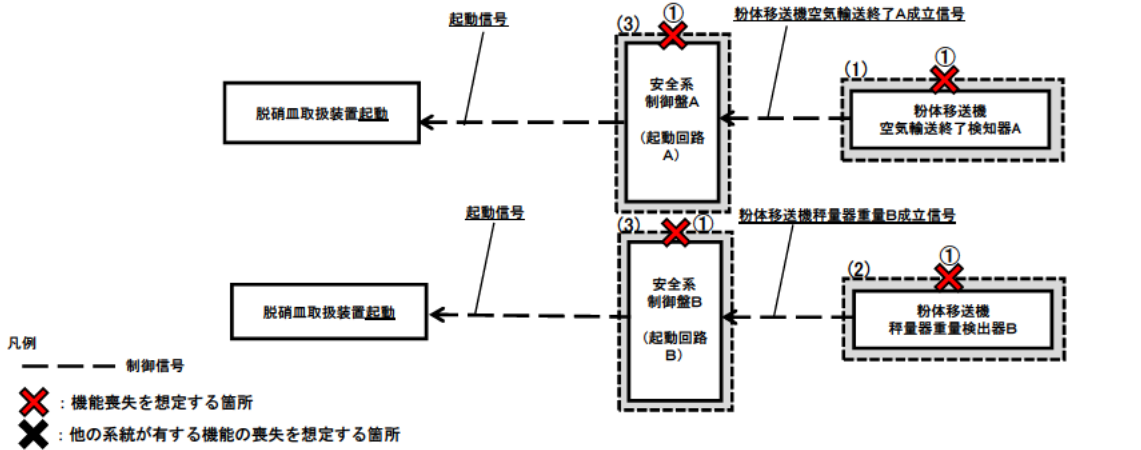 起動信号
(3)
①
粉体移送機空気輸送終了A成立信号
(1)
①
脱硝皿取扱装置起動
安全系
制御盤A
(起動回路
A)
粉体移送機
空気輸送終了検知器A
起動信号
(3)
①
粉体移送機秤量器重量B成立信号
(2)
①
脱硝皿取扱装置起動
安全系
制御盤B
(起動回路
B)
粉体移送機
秤量器重量検出器B
凡例
制御信号
：機能喪失を想定する箇所
：他の系統が有する機能の喪失を想定する箇所